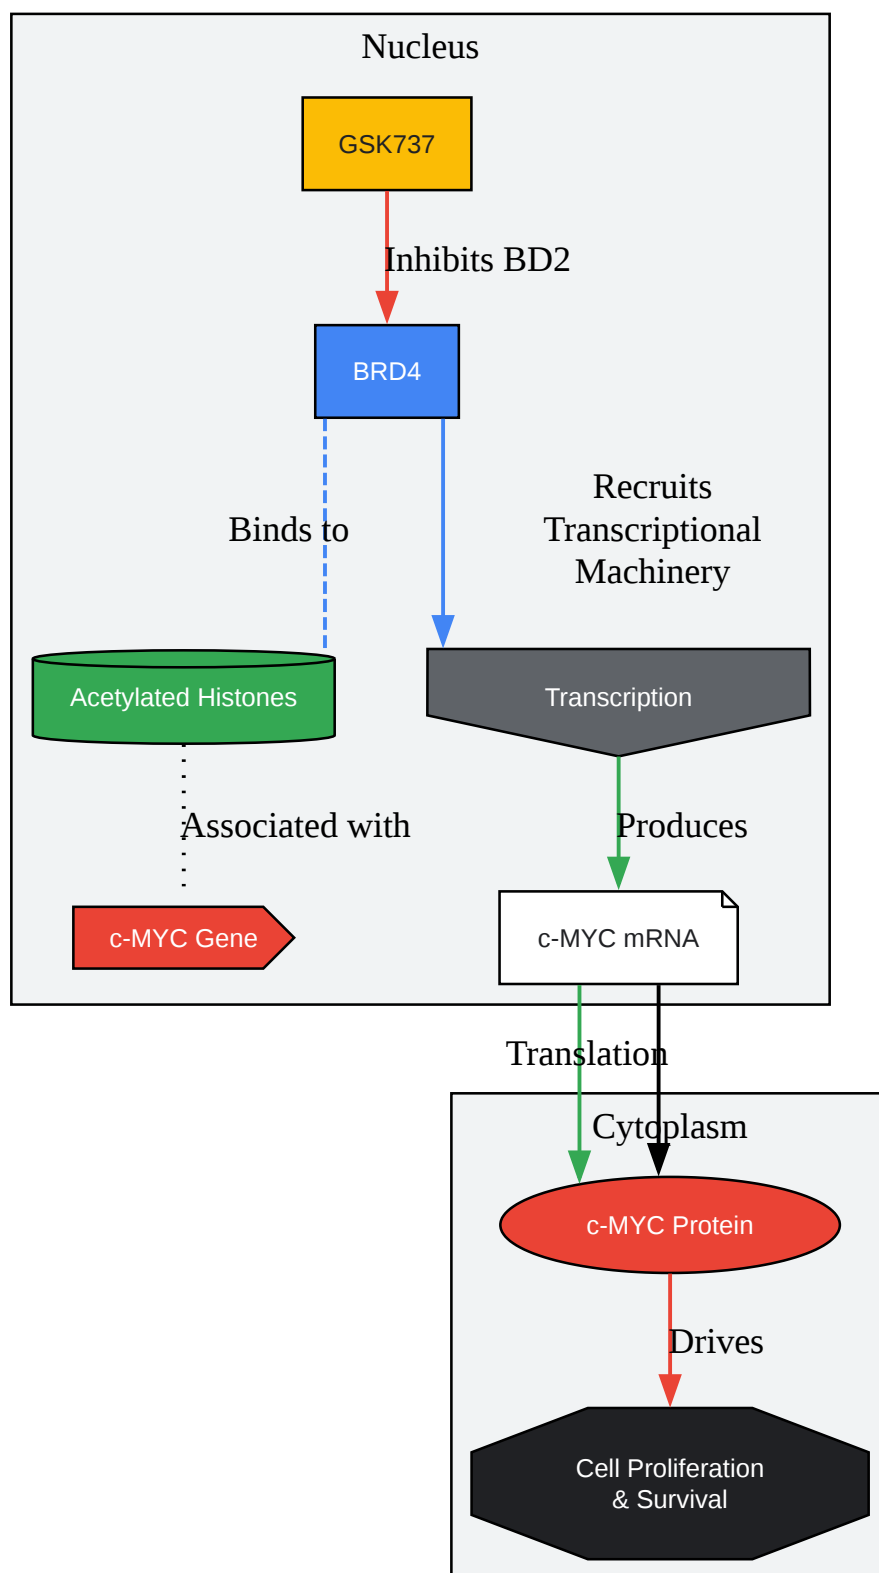 Nucleus
GSK737
Inhibits BD2
BRD4
Binds to
Recruits
Transcriptional
Machinery
Acetylated Histones
Transcription
Associated with
Produces
c-MYC Gene
c-MYC mRNA
Translation
Cytoplasm
c-MYC Protein
Drives
Cell Proliferation
& Survival